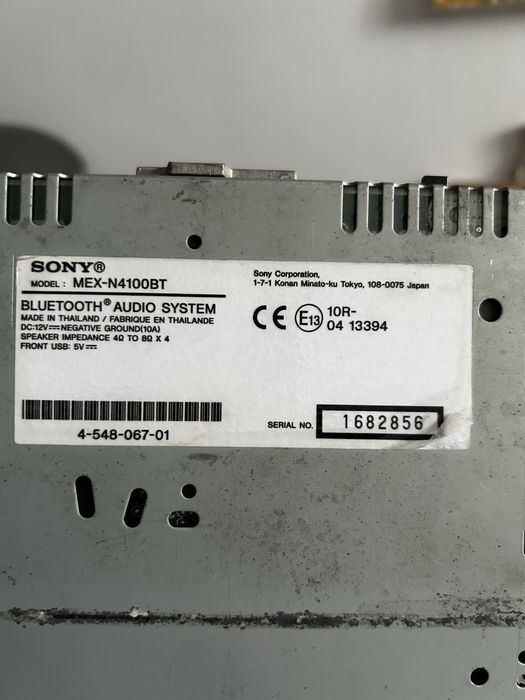 SONY®
MODEL : MEX-N4100BT
BLUETOOTH® AUDIO SYSTEM
MADE IN THAILAND / FABRIQUE EN THAILANDE
DC:12V⎓NEGATIVE GROUND(10A)
SPEAKER IMPEDANCE 4Ω TO 8Ω X 4
FRONT USB: 5V ⎓
Sony Corporation,
1-7-1 Konan Minato-ku Tokyo, 108-0075 Japan
CE E13 10R-
04 13394
4-548-067-01
SERIAL NO. 1682856